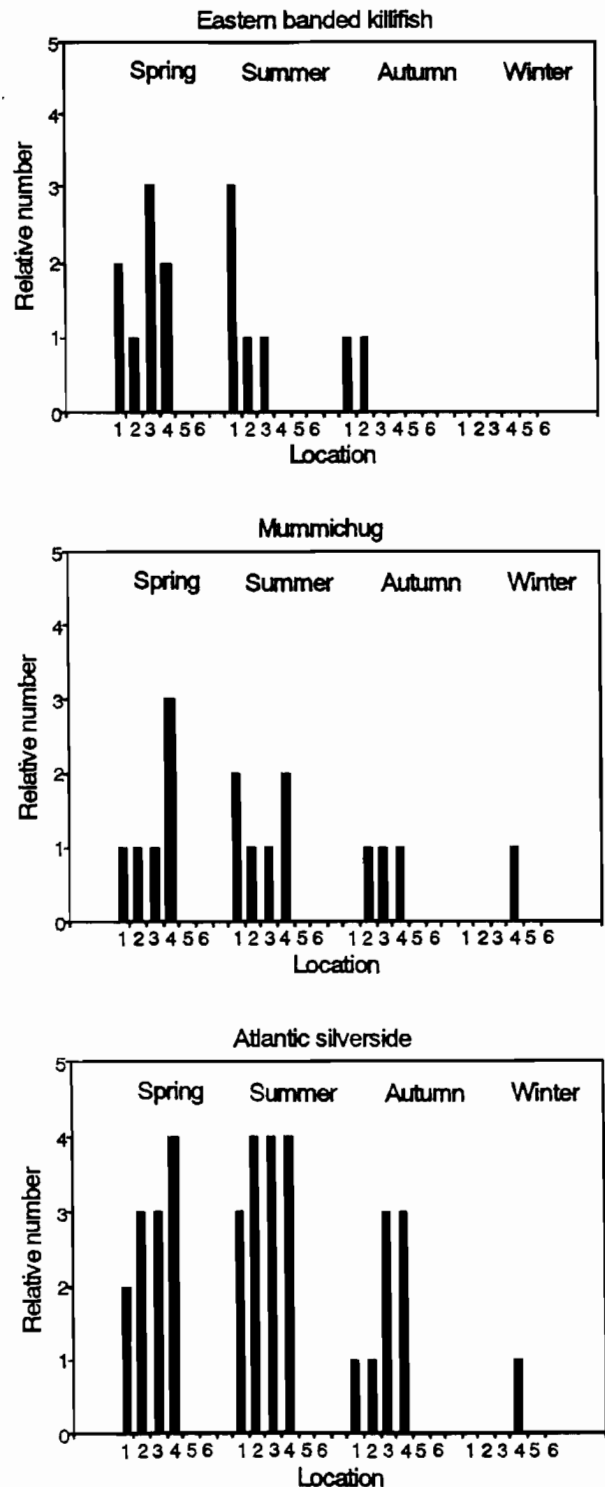 Eastern banded killifish
5
Spring Summer Autumn Winter
4
3
2
1
0
Relative number
1 2 3 4 5 6 1 2 3 4 5 6 1 2 3 4 5 6 1 2 3 4 5 6
Location
Mummichug
5
Spring Summer Autumn Winter
4
3
2
1
0
Relative number
1 2 3 4 5 6 1 2 3 4 5 6 1 2 3 4 5 6 1 2 3 4 5 6
Location
Atlantic silverside
5
Spring Summer Autumn Winter
4
3
2
1
0
Relative number
1 2 3 4 5 6 1 2 3 4 5 6 1 2 3 4 5 6 1 2 3 4 5 6
Location